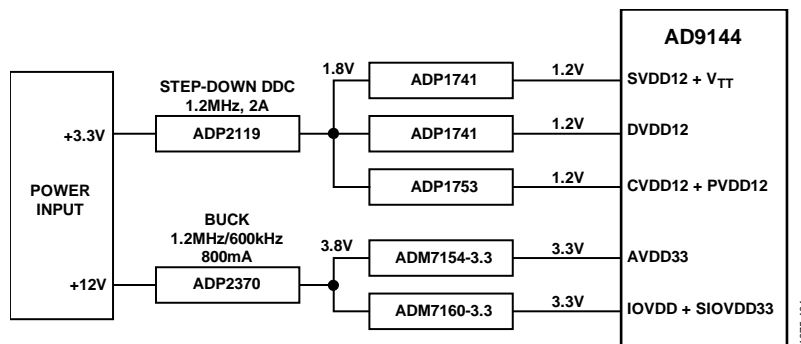 AD9144
1.8V
ADP1741
1.2V
SVDD12 + VTT
STEP-DOWN DDC
1.2MHz, 2A
+3.3V
ADP2119
ADP1741
1.2V
DVDD12
ADP1753
1.2V
CVDD12 + PVDD12
POWER
INPUT
BUCK
1.2MHz/600kHz
800mA
3.8V
ADM7154-3.3
3.3V
AVDD33
+12V
ADP2370
ADM7160-3.3
3.3V
IOVDD + SIOVDD33